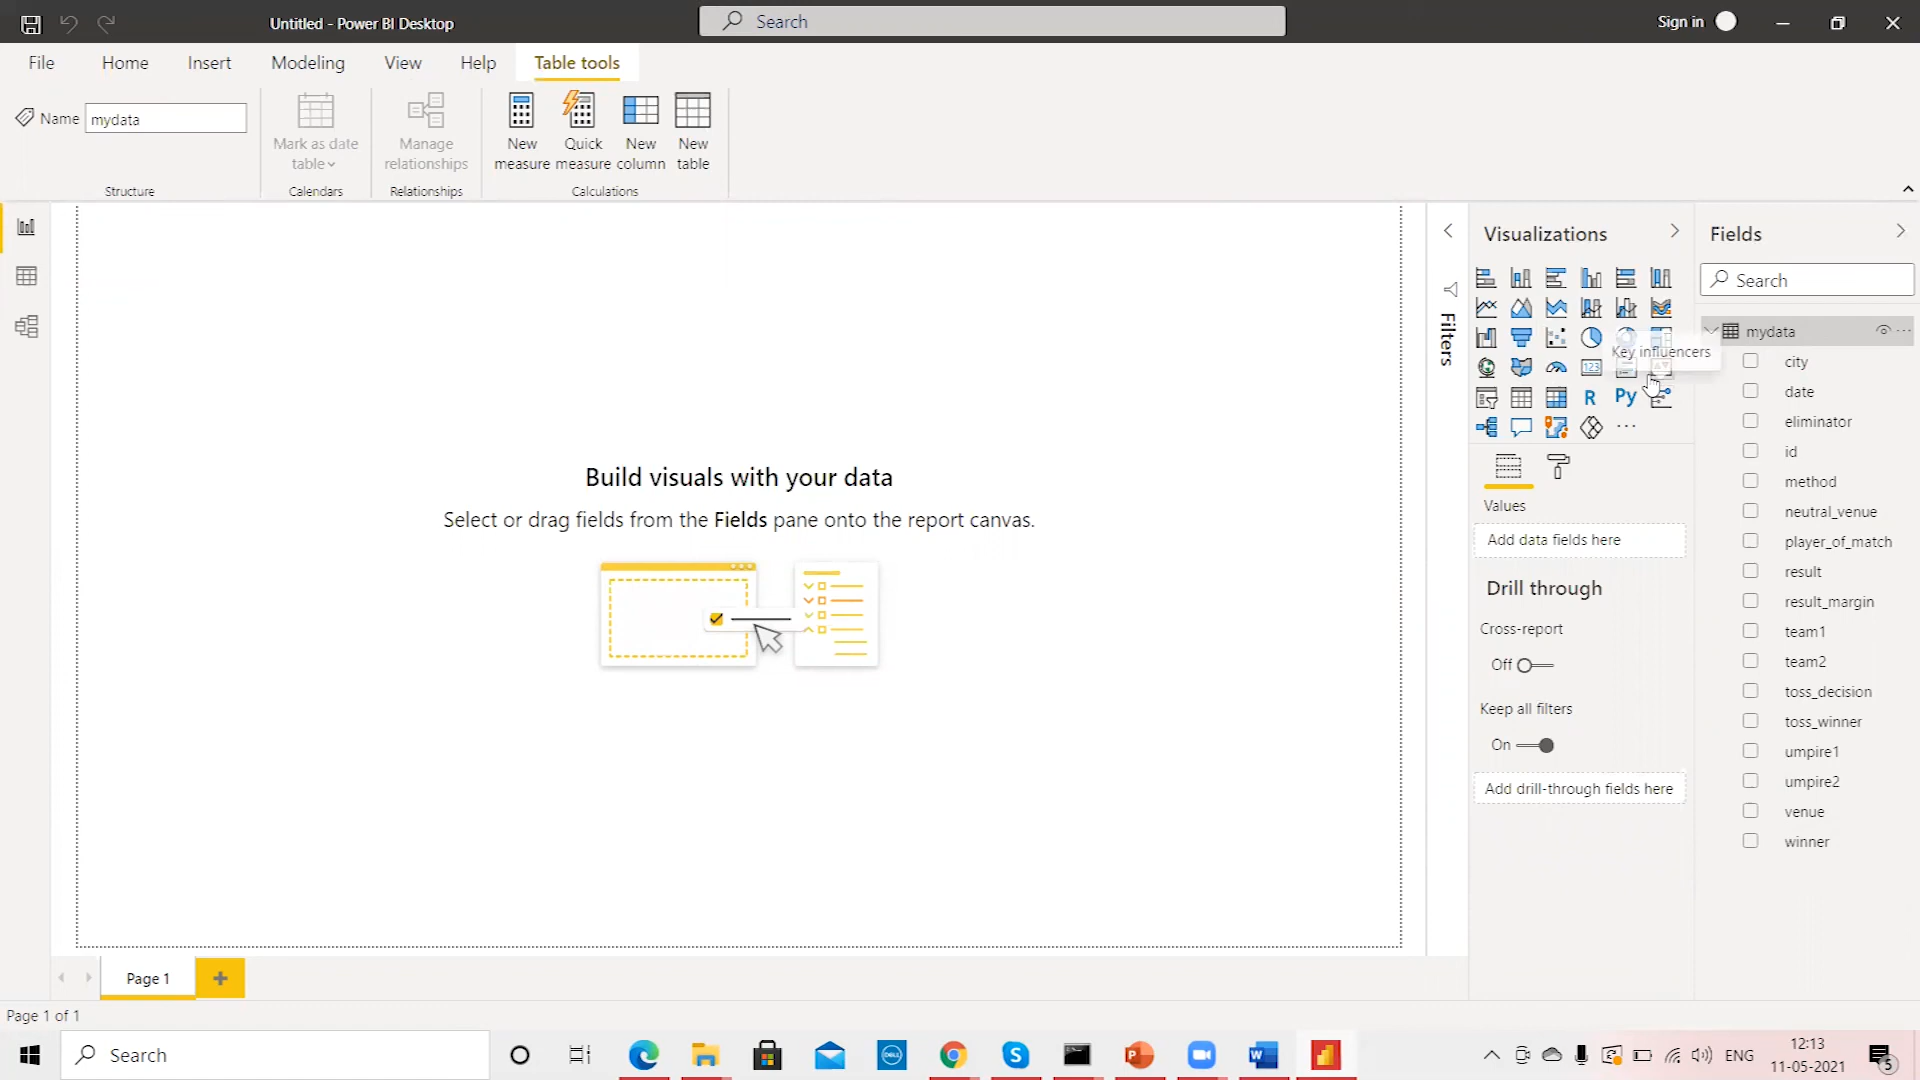 Untitled - Power BI Desktop
Search
Sign in
File
Home
Insert
Modeling
View
Help
Table tools
Name
mydata
Mark as date
table
Manage
relationships
New
measure
Quick
measure
New
column
New
table
Structure
Calendars
Relationships
Calculations
Visualizations
Fields
Search
Filters
Key influencers
123
R
Py
mydata
city
date
eliminator
id
method
neutral_venue
player_of_match
result
result_margin
team1
team2
toss_decision
toss_winner
umpire1
umpire2
venue
winner
Build visuals with your data
Select or drag fields from the Fields pane onto the report canvas.
Values
Add data fields here
Drill through
Cross-report
Off
Keep all filters
On
Add drill-through fields here
Page 1
Page 1 of 1
Search
DELL
ENG
12:13
11-05-2021
5